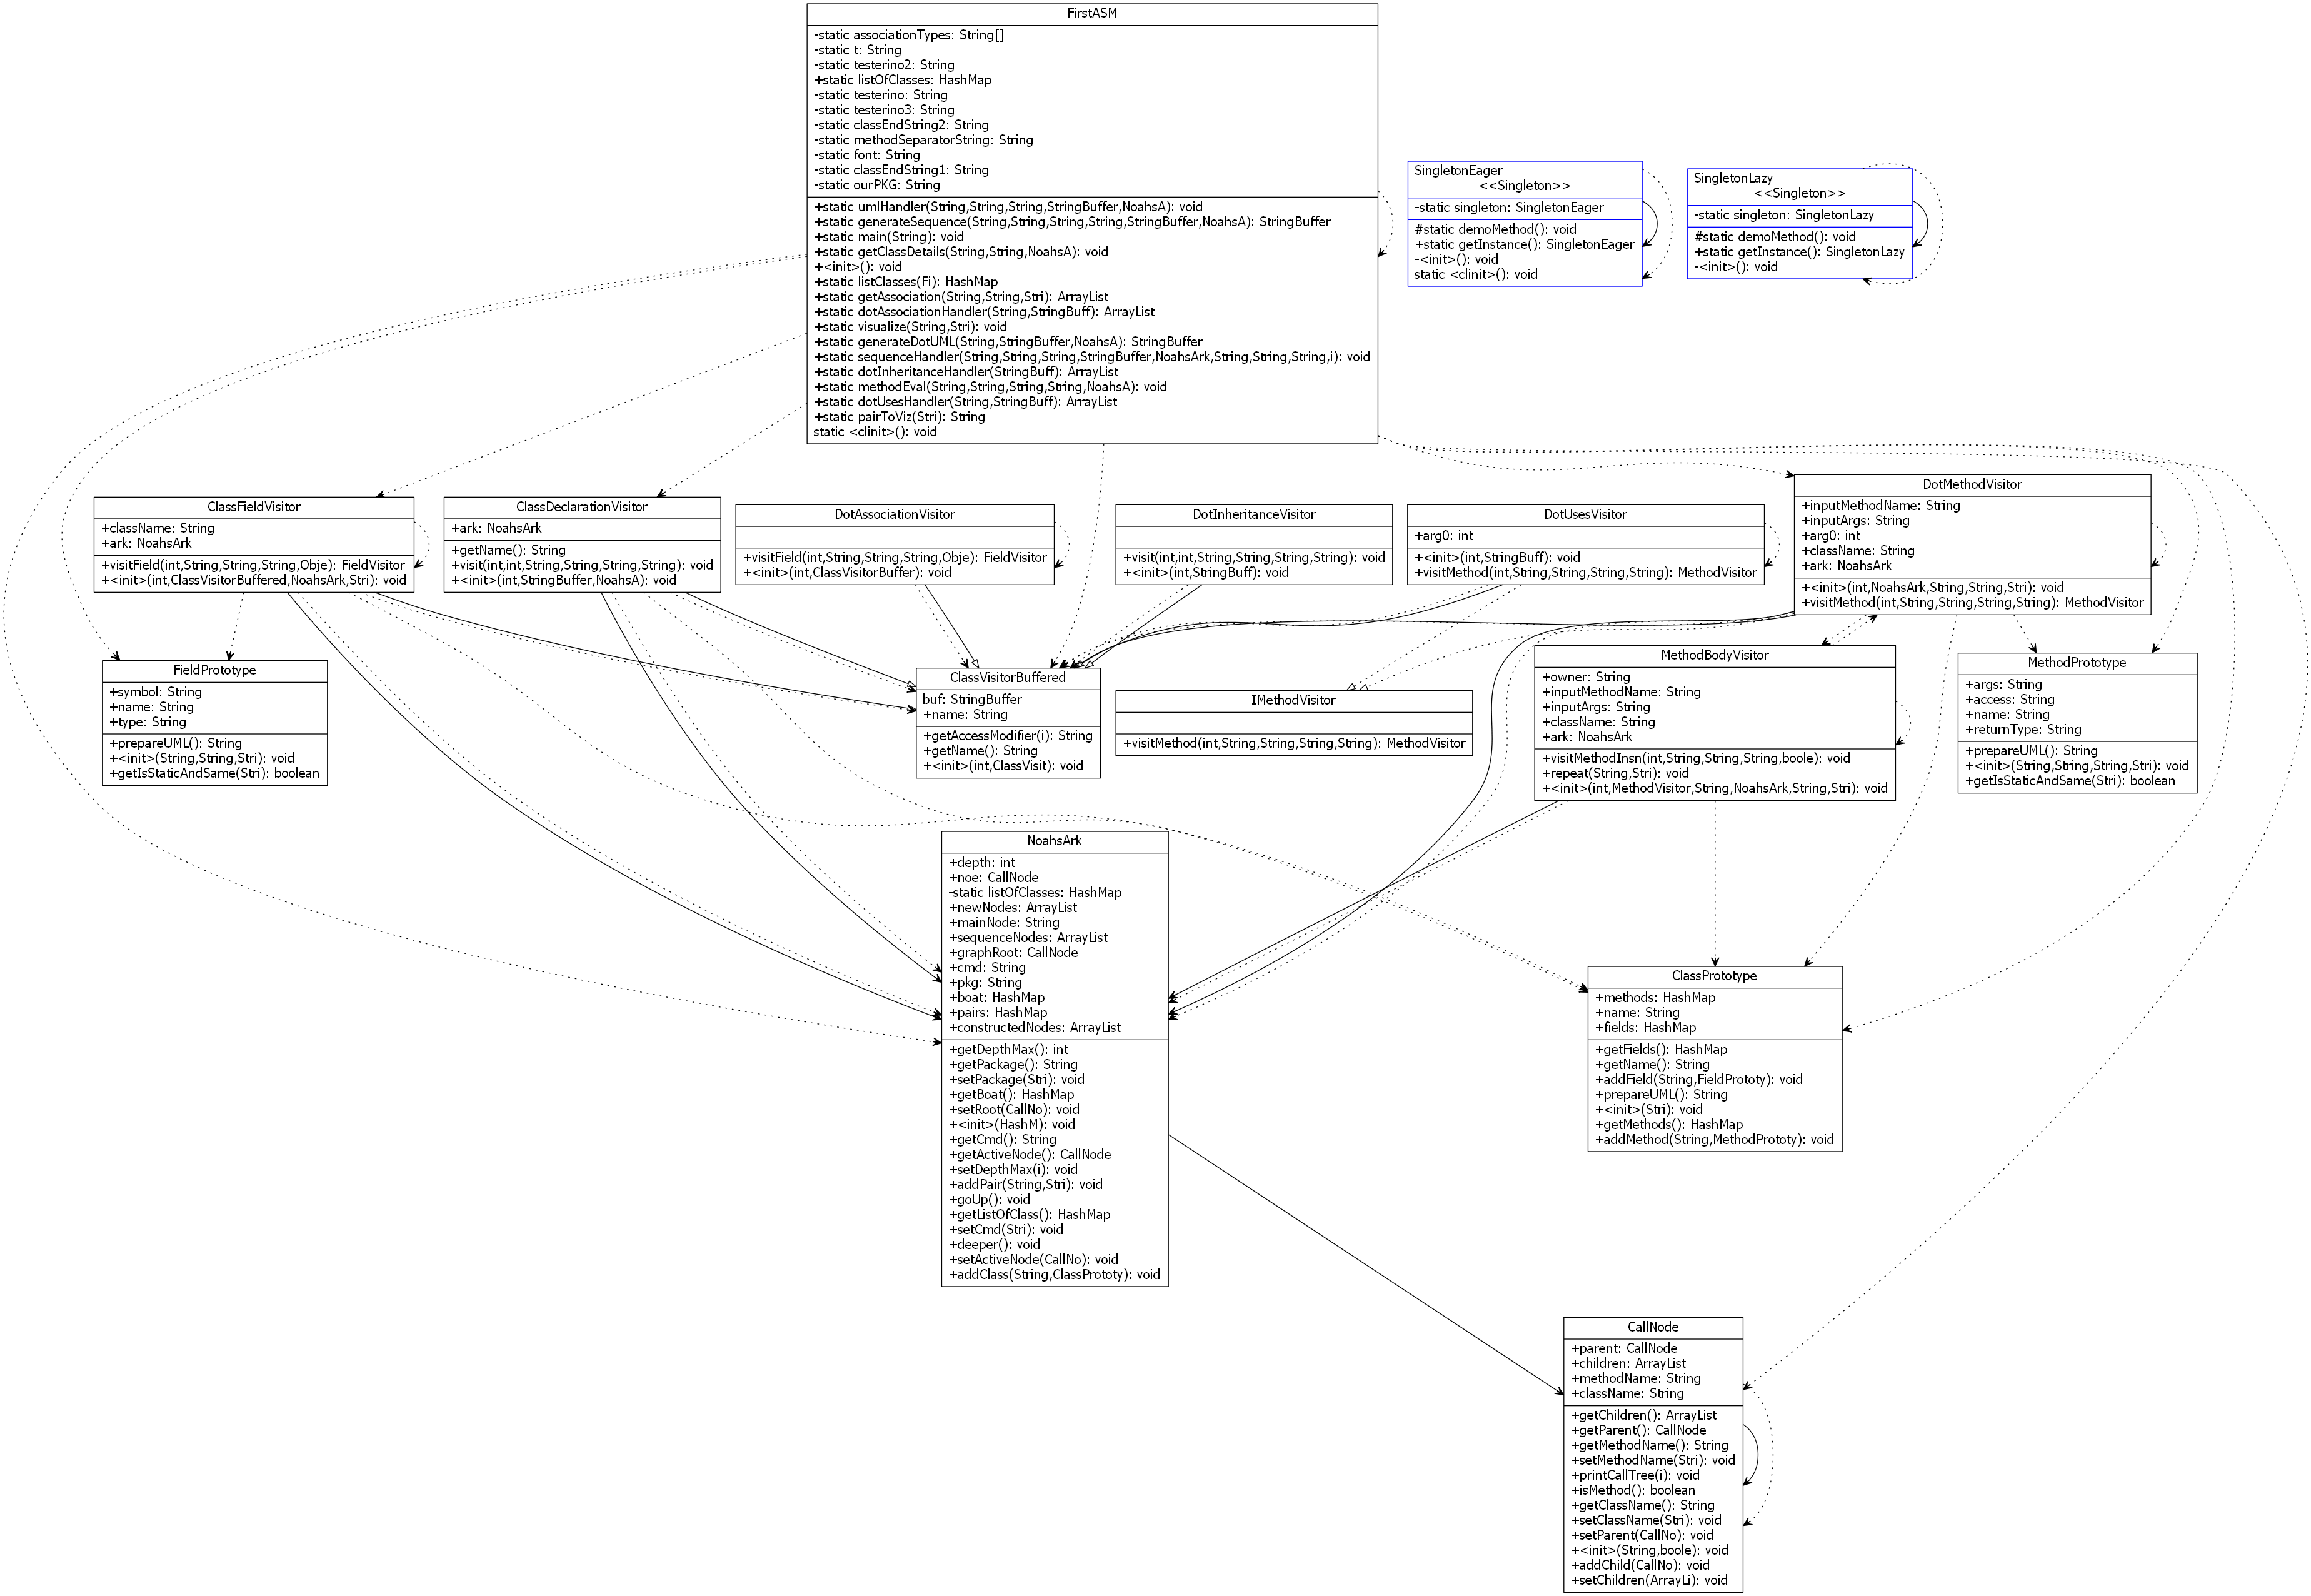 FirstASM
-static associationTypes: String[]
-static t: String
-static testerino2: String
+static listOfClasses: HashMap
-static testerino: String
-static testerino3: String
-static classEndString2: String
-static methodSeparatorString: String
-static font: String
-static classEndString1: String
-static ourPKG: String
+static umlHandler(String,String,String,StringBuffer,NoahsA): void
+static generateSequence(String,String,String,String,StringBuffer,NoahsA): StringBuffer
+static main(String): void
+static getClassDetails(String,String,NoahsA): void
+<init>(): void
+static listClasses(Fi): HashMap
+static getAssociation(String,String,Stri): ArrayList
+static dotAssociationHandler(String,StringBuff): ArrayList
+static visualize(String,Stri): void
+static generateDotUML(String,StringBuffer,NoahsA): StringBuffer
+static sequenceHandler(String,String,String,StringBuffer,NoahsArk,String,String,String,i): void
+static dotInheritanceHandler(StringBuff): ArrayList
+static methodEval(String,String,String,String,NoahsA): void
+static dotUsesHandler(String,StringBuff): ArrayList
+static pairToViz(Stri): String
static <clinit>(): void
SingletonEager
<<Singleton>>
-static singleton: SingletonEager
#static demoMethod(): void
+static getInstance(): SingletonEager
-<init>(): void
static <clinit>(): void
SingletonLazy
<<Singleton>>
-static singleton: SingletonLazy
#static demoMethod(): void
+static getInstance(): SingletonLazy
-<init>(): void
ClassFieldVisitor
+className: String
+ark: NoahsArk
+visitField(int,String,String,String,Obje): FieldVisitor
+<init>(int,ClassVisitorBuffered,NoahsArk,Stri): void
ClassDeclarationVisitor
+ark: NoahsArk
+getName(): String
+visit(int,int,String,String,String,String): void
+<init>(int,StringBuffer,NoahsA): void
DotAssociationVisitor
+visitField(int,String,String,String,Obje): FieldVisitor
+<init>(int,ClassVisitorBuffer): void
DotInheritanceVisitor
+visit(int,int,String,String,String,String): void
+<init>(int,StringBuff): void
DotUsesVisitor
+arg0: int
+<init>(int,StringBuff): void
+visitMethod(int,String,String,String,String): MethodVisitor
DotMethodVisitor
+inputMethodName: String
+inputArgs: String
+arg0: int
+className: String
+ark: NoahsArk
+<init>(int,NoahsArk,String,String,Stri): void
+visitMethod(int,String,String,String,String): MethodVisitor
FieldPrototype
+symbol: String
+name: String
+type: String
+prepareUML(): String
+<init>(String,String,Stri): void
+getIsStaticAndSame(Stri): boolean
ClassVisitorBuffered
buf: StringBuffer
+name: String
+getAccessModifier(i): String
+getName(): String
+<init>(int,ClassVisit): void
IMethodVisitor
+visitMethod(int,String,String,String,String): MethodVisitor
MethodBodyVisitor
+owner: String
+inputMethodName: String
+inputArgs: String
+className: String
+ark: NoahsArk
+visitMethodInsn(int,String,String,String,boole): void
+repeat(String,Stri): void
+<init>(int,MethodVisitor,String,NoahsArk,String,Stri): void
MethodPrototype
+args: String
+access: String
+name: String
+returnType: String
+prepareUML(): String
+<init>(String,String,String,Stri): void
+getIsStaticAndSame(Stri): boolean
NoahsArk
+depth: int
+noe: CallNode
-static listOfClasses: HashMap
+newNodes: ArrayList
+mainNode: String
+sequenceNodes: ArrayList
+graphRoot: CallNode
+cmd: String
+pkg: String
+boat: HashMap
+pairs: HashMap
+constructedNodes: ArrayList
+getDepthMax(): int
+getPackage(): String
+setPackage(Stri): void
+getBoat(): HashMap
+setRoot(CallNo): void
+<init>(HashM): void
+getCmd(): String
+getActiveNode(): CallNode
+setDepthMax(i): void
+addPair(String,Stri): void
+goUp(): void
+getListOfClass(): HashMap
+setCmd(Stri): void
+deeper(): void
+setActiveNode(CallNo): void
+addClass(String,ClassPrototy): void
ClassPrototype
+methods: HashMap
+name: String
+fields: HashMap
+getFields(): HashMap
+getName(): String
+addField(String,FieldPrototy): void
+prepareUML(): String
+<init>(Stri): void
+getMethods(): HashMap
+addMethod(String,MethodPrototy): void
CallNode
+parent: CallNode
+children: ArrayList
+methodName: String
+className: String
+getChildren(): ArrayList
+getParent(): CallNode
+getMethodName(): String
+setMethodName(Stri): void
+printCallTree(i): void
+isMethod(): boolean
+getClassName(): String
+setClassName(Stri): void
+setParent(CallNo): void
+<init>(String,boole): void
+addChild(CallNo): void
+setChildren(ArrayLi): void